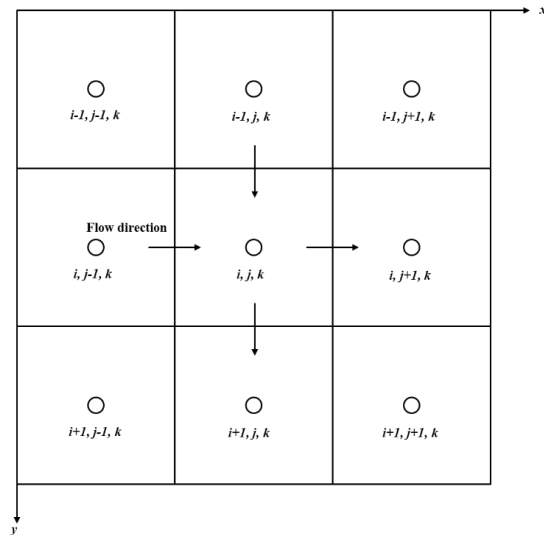 x
i-1, j-1, k
i-1, j, k
i-1, j+1, k
Flow direction
i, j-1, k
i, j, k
i, j+1, k
i+1, j-1, k
i+1, j, k
i+1, j+1, k
y